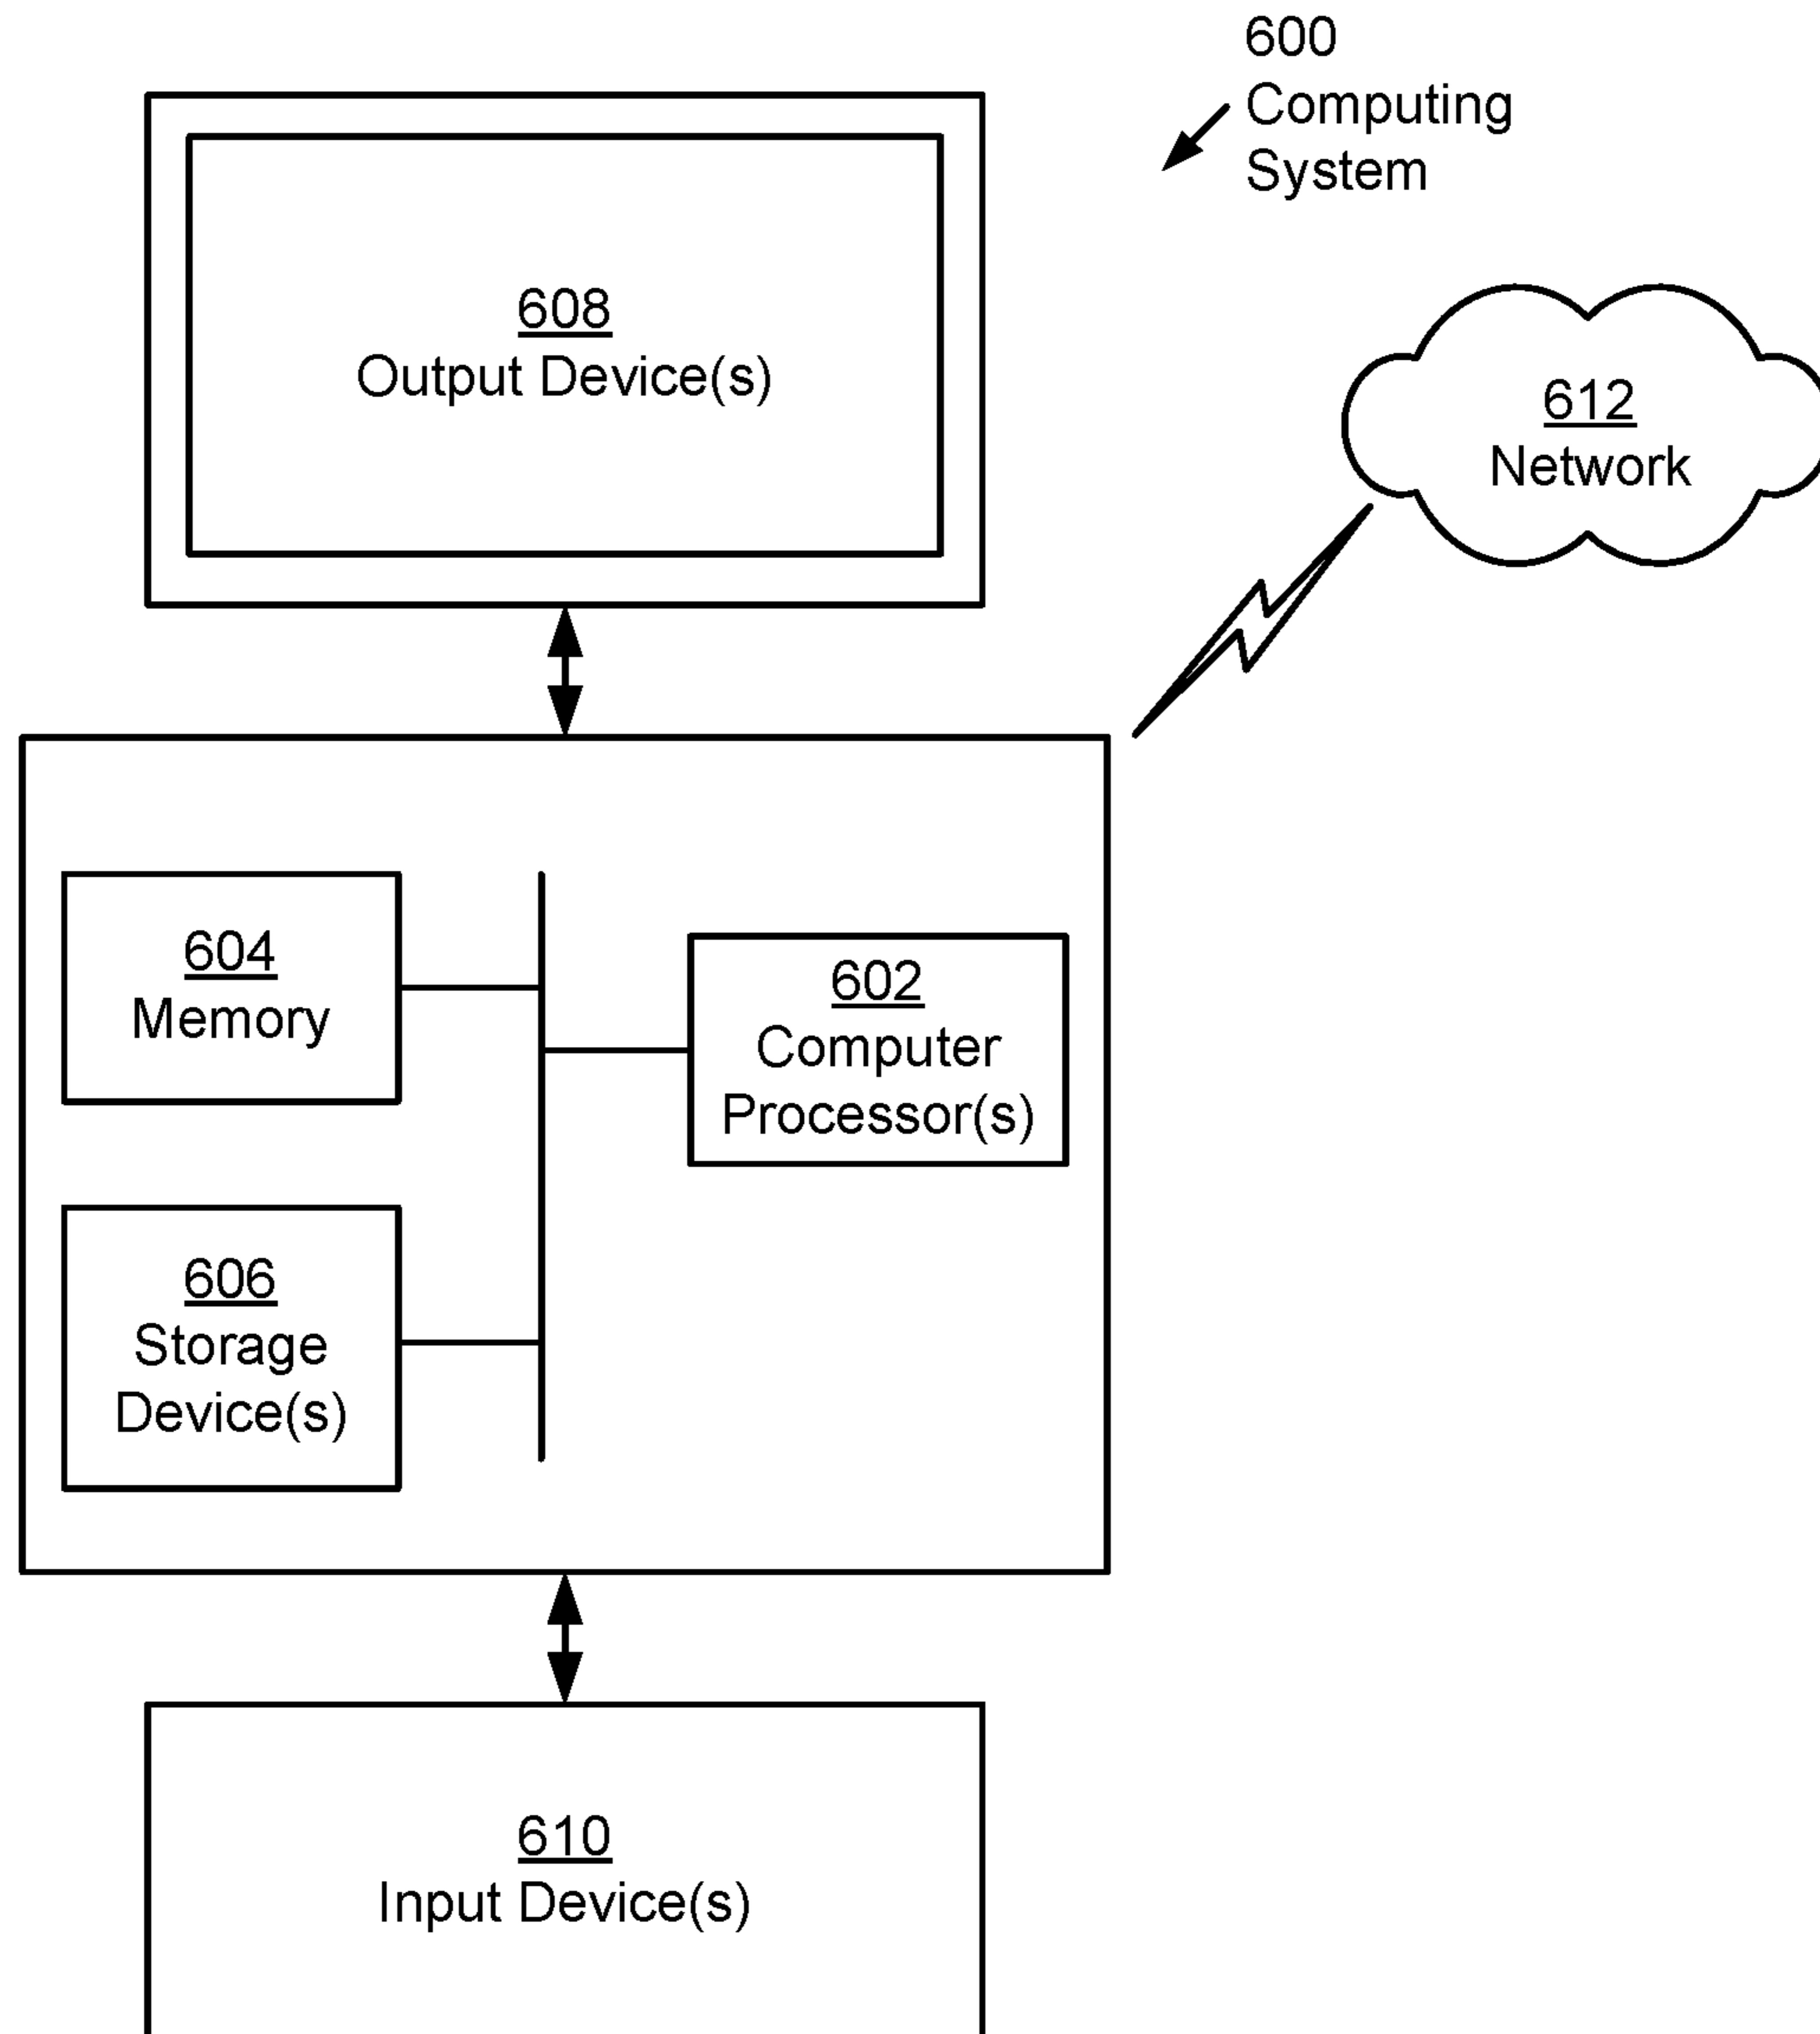 600
Computing
System
608
Output Device(s)
612
Network
604
Memory
602
Computer
Processor(s)
606
Storage
Device(s)
610
Input Device(s)